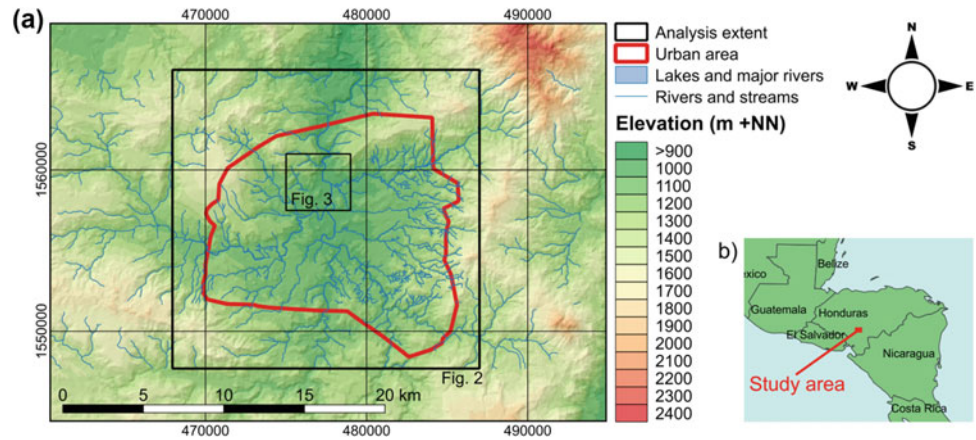 (a)
470000 480000 490000
1560000
1550000
Fig. 3
Fig. 2
0 5 10 15 20 km
470000 480000 490000
Analysis extent
Urban area
Lakes and major rivers
Rivers and streams
Elevation (m +NN)
>900
1000
1100
1200
1300
1400
1500
1600
1700
1800
1900
2000
2100
2200
2300
2400
N
W E
S
b)
exico
Belize
Guatemala
Honduras
El Salvador
Nicaragua
Study area
Costa Rica